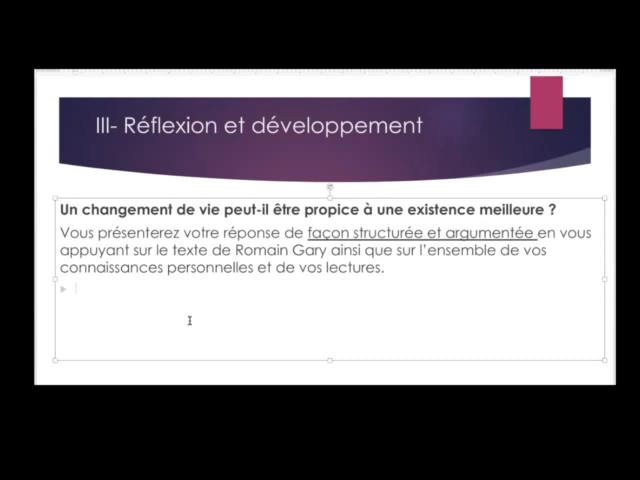 III- Réflexion et développement
Un changement de vie peut-il être propice à une existence meilleure ?
Vous présenterez votre réponse de façon structurée et argumentée en vous
appuyant sur le texte de Romain Gary ainsi que sur l'ensemble de vos
connaissances personnelles et de vos lectures.